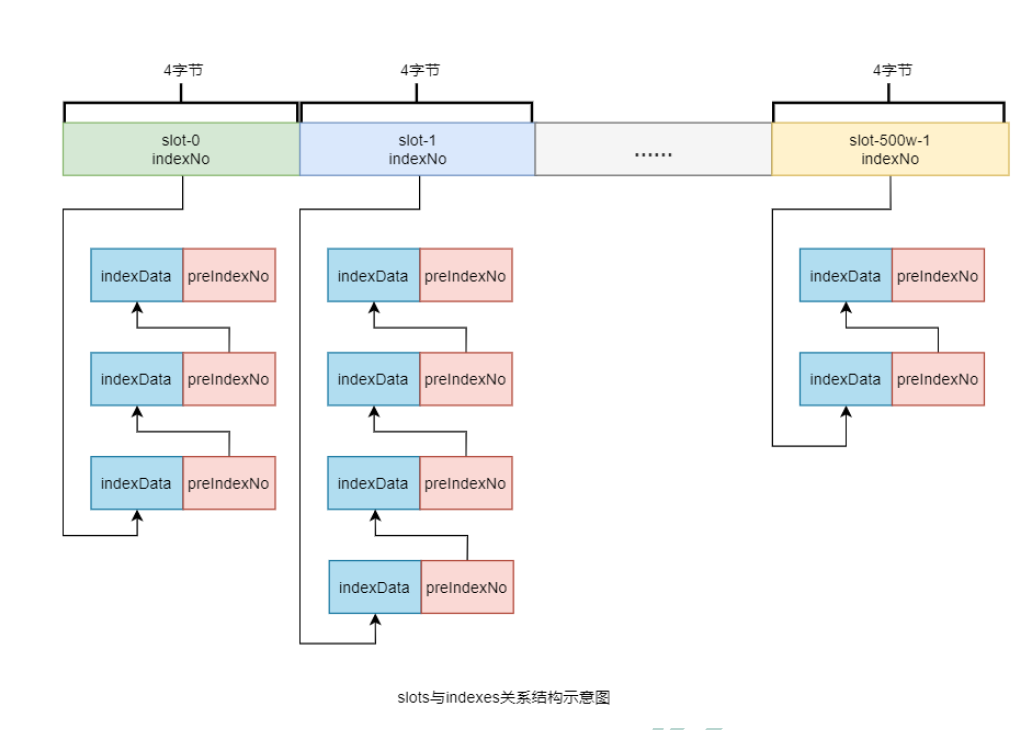 4字节
4字节
4字节
slot-0
indexNo
slot-1
indexNo
......
slot-500w-1
indexNo
indexData preIndexNo
indexData preIndexNo
indexData preIndexNo
indexData preIndexNo
indexData preIndexNo
indexData preIndexNo
indexData preIndexNo
indexData preIndexNo
indexData preIndexNo
slots与indexes关系结构示意图